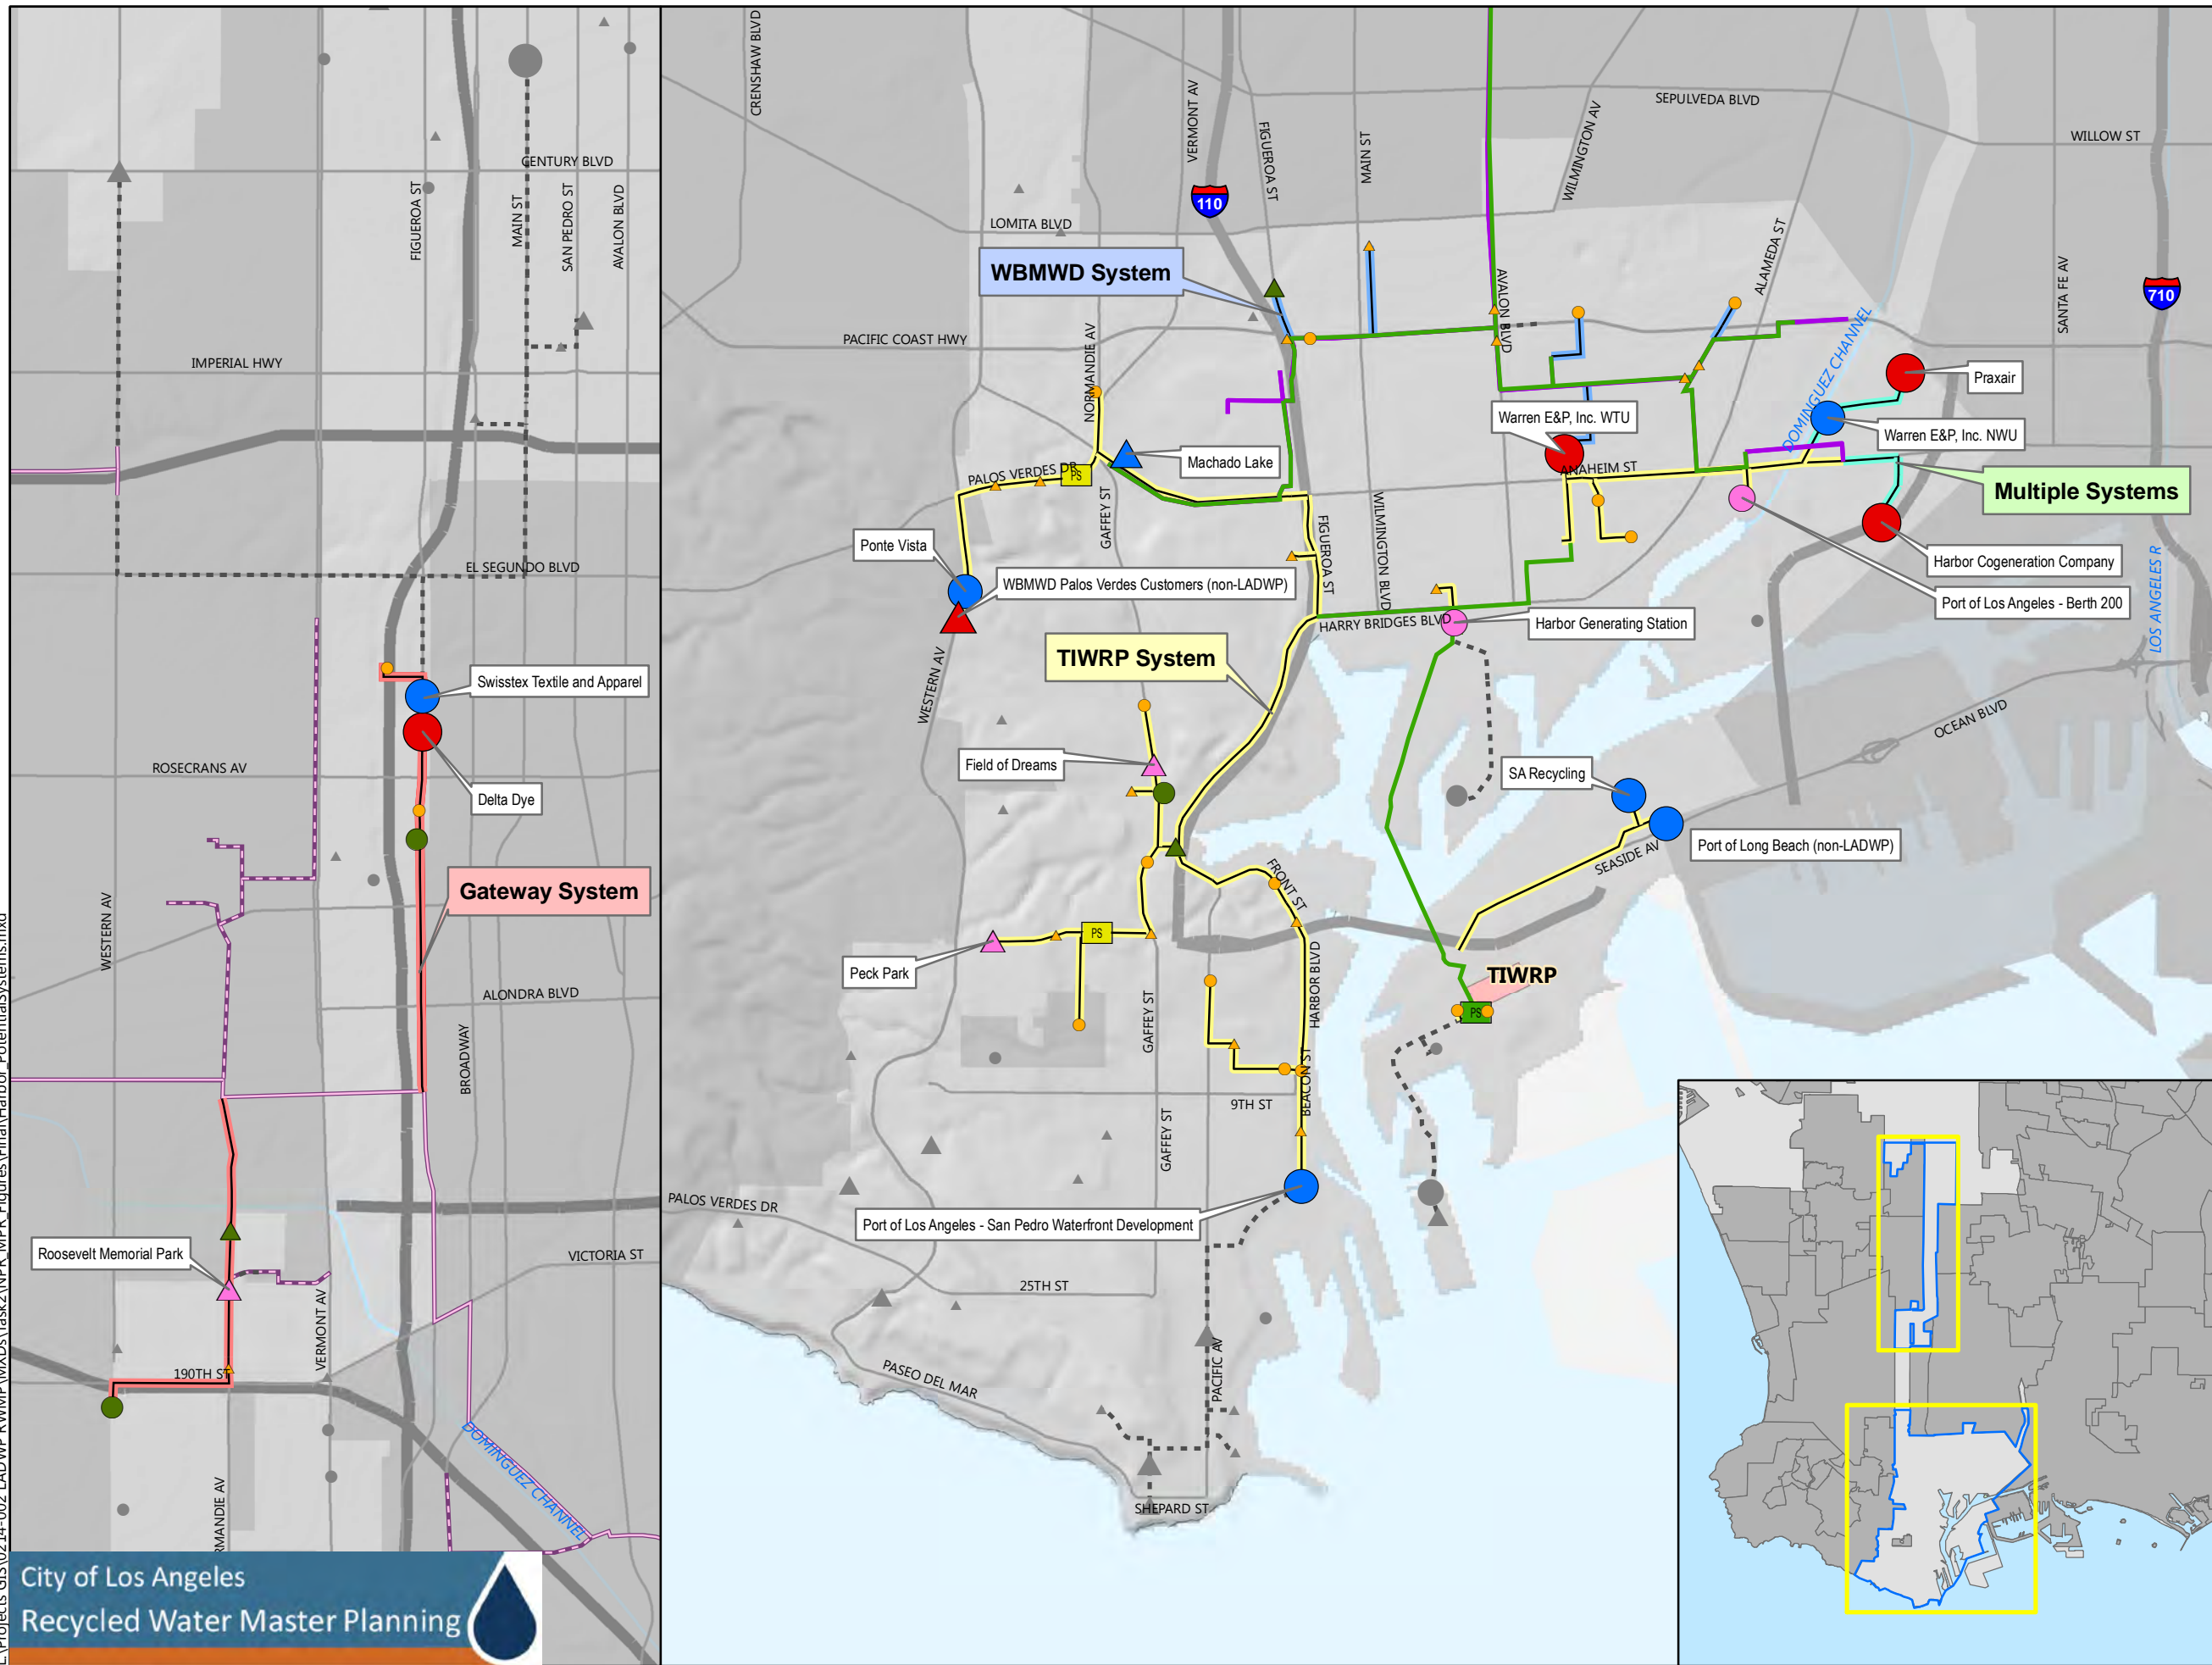 CENTURY BLVD
FIGUEROA ST
MAIN ST
SAN PEDRO ST
AVALON BLVD
IMPERIAL HWY
EL SEGUNDO BLVD
Swisstex Textile and Apparel
ROSECRANS AV
Delta Dye
Gateway System
WESTERN AV
ALONDRA BLVD
BROADWAY
Roosevelt Memorial Park
VICTORIA ST
VERMONT AV
190TH ST
DOMINGUEZ CHANNEL
RMANDIE AV
City of Los Angeles
Recycled Water Master Planning
CRENSHAW BLVD
VERMONT AV
FIGUEROA ST
MAIN ST
WILMINGTON AV
SEPULVEDA BLVD
WILLOW ST
110
LOMITA BLVD
ALAMEDA ST
SANTA FE AV
710
WBMWD System
AVALON BLVD
PACIFIC COAST HWY
NORMANDIE AV
DOMINGUEZ CHANNEL
Praxair
Warren E&P, Inc. WTU
Warren E&P, Inc. NWU
Machado Lake
PALOS VERDES DR
PS
ANAHEIM ST
Multiple Systems
GAFFEY ST
FIGUEROA ST
WILMINGTON BLVD
Ponte Vista
Harbor Cogeneration Company
WBMWD Palos Verdes Customers (non-LADWP)
Port of Los Angeles - Berth 200
LOS ANGELES R
HARRY BRIDGES BLVD
Harbor Generating Station
TIWRP System
WESTERN AV
OCEAN BLVD
Field of Dreams
SA Recycling
Port of Long Beach (non-LADWP)
SEASIDE AV
FRONT ST
PS
Peck Park
HARBOR BLVD
TIWRP
PS
GAFFEY ST
BEACON ST
9TH ST
GAFFEY ST
PALOS VERDES DR
Port of Los Angeles - San Pedro Waterfront Development
25TH ST
PACIFIC AV
PASEO DEL MAR
SHEPARD ST